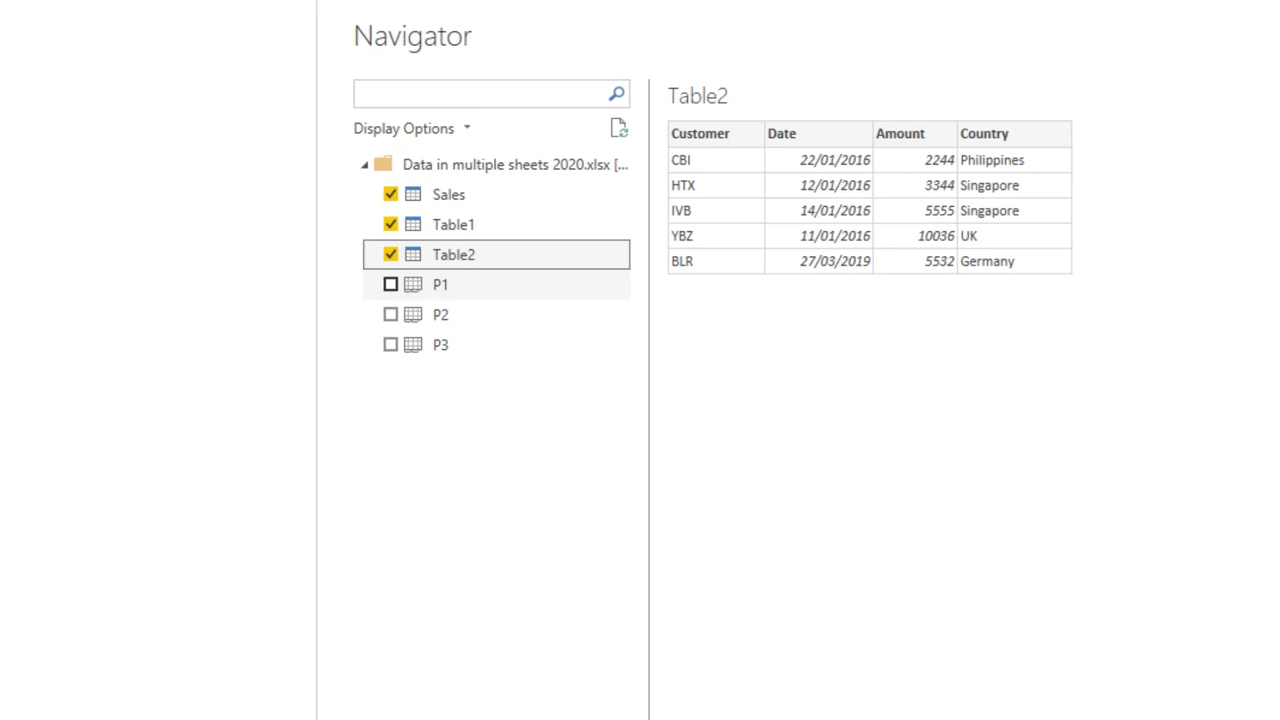 Navigator
Display Options
Data in multiple sheets 2020.xlsx [...
Sales
Table1
Table2
P1
P2
P3
Table2
Customer Date Amount Country
CBI 22/01/2016 2244 Philippines
HTX 12/01/2016 3344 Singapore
IVB 14/01/2016 5555 Singapore
YBZ 11/01/2016 10036 UK
BLR 27/03/2019 5532 Germany